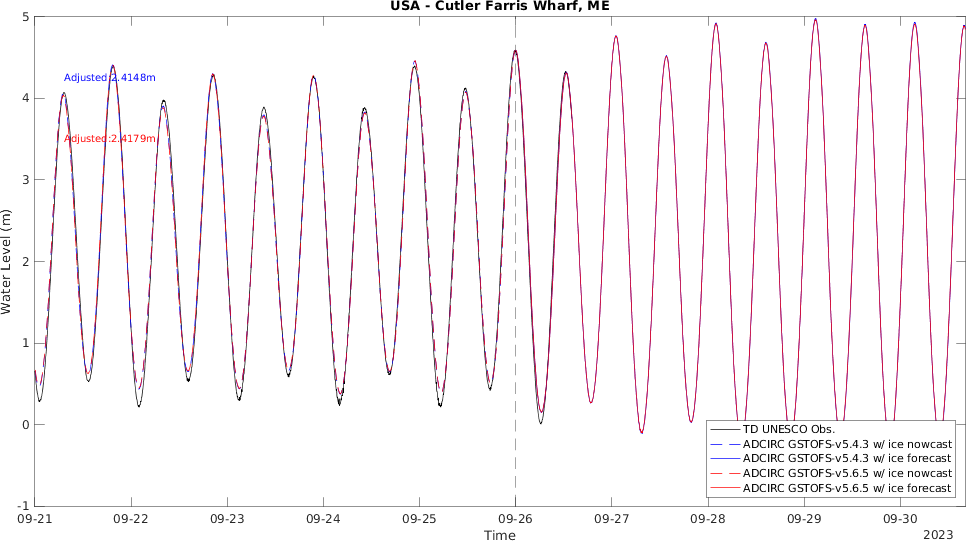 USA - Cutler Farris Wharf, ME
5
4
3
2
1
0
-1
Water Level (m)
Adjusted:2.4148m
Adjusted:2.4179m
TD UNESCO Obs.
ADCIRC GSTOFS-v5.4.3 w/ ice nowcast
ADCIRC GSTOFS-v5.4.3 w/ ice forecast
ADCIRC GSTOFS-v5.6.5 w/ ice nowcast
ADCIRC GSTOFS-v5.6.5 w/ ice forecast
09-21 09-22 09-23 09-24 09-25 09-26 09-27 09-28 09-29 09-30
Time
2023